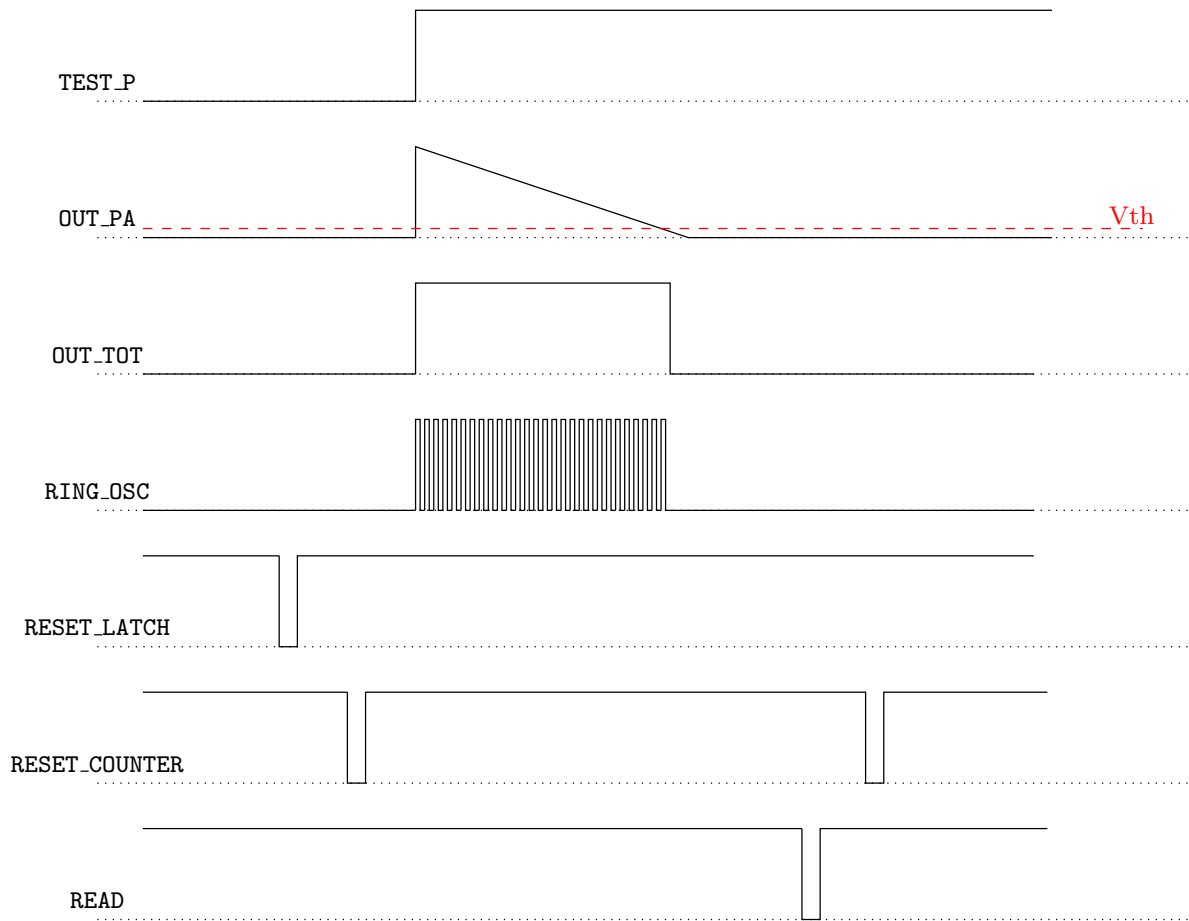 TEST_P
OUT_PA
Vth
OUT_TOT
RING_OSC
RESET_LATCH
RESET_COUNTER
READ